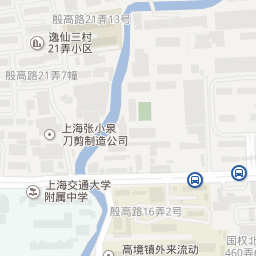 殷高路21弄13号
逸仙三村
21弄小区
殷高路21弄7幢
上海张小泉
刀剪制造公司
上海交通大学
附属中学
殷高路16弄2号
高境镇外来流动
国权北
460弄6